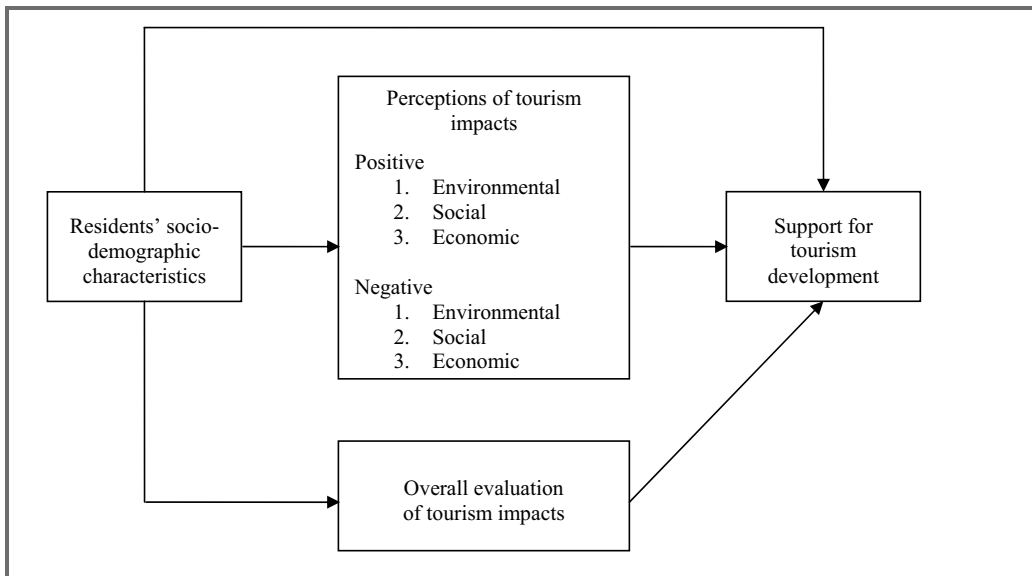 Perceptions of tourism
impacts
Positive
1. Environmental
2. Social
3. Economic
Negative
1. Environmental
2. Social
3. Economic
Residents’ socio-
demographic
characteristics
Support for
tourism
development
Overall evaluation
of tourism impacts